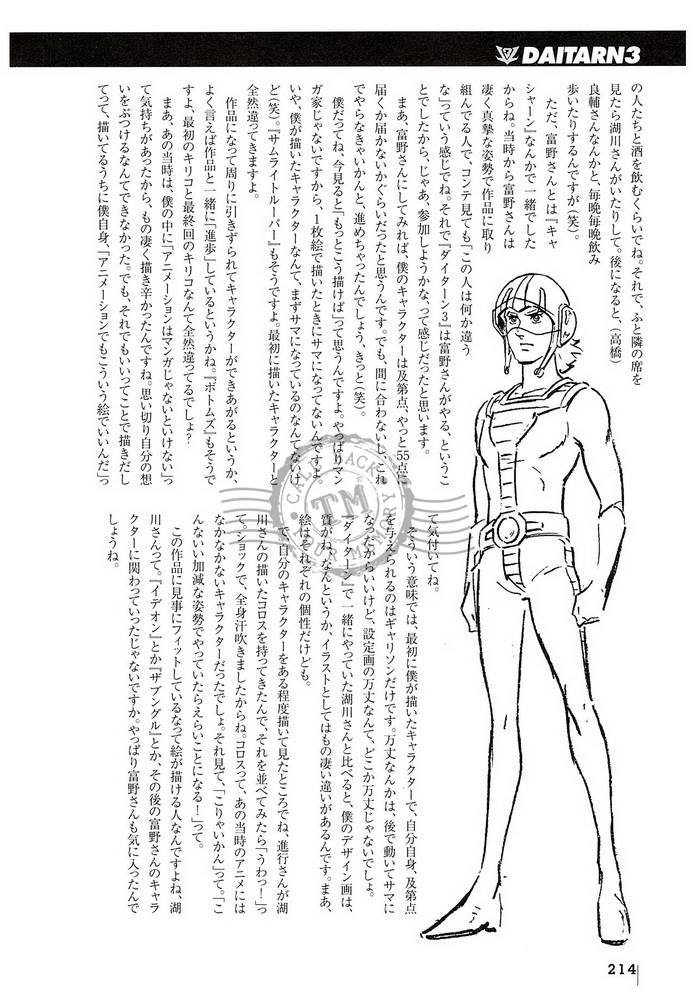 DAITARN3
の人たちと酒を飲むくらいでね。それで、ふと隣の席を
見たら湖川さんがいたりして。後になると、(高橋)
良輔さんなんかと、毎晩毎晩飲み
歩いたりするんですが(笑)。
ただ、富野さんとは『キャ
シャーン』なんかで一緒でした
からね。当時から富野さんは
凄く真摯な姿勢で作品に取り
組んでる人で、コンテ見ても「この人は何か違う
な」っていう感じでね。それで『ダイターン3』は富野さんがやる、というこ
とでしたから、じゃあ、参加しようかな、って感じだったと思います。
まあ、富野さんにしてみれば、僕のキャラクターは及第点、やっと55点に
届くか届かないかぐらいだったと思うんです。でも、間に合わないし、これ
でやらなきゃいかんと、進めちゃったんでしょう、きっと(笑)。
僕だってね、今見ると「もっとこう描けば」って思うんですよ。やっぱりマン
ガ家じゃないですから、1枚絵で描いたときにサマになってないんですよ。
いや、僕が描いたキャラクターなんて、まずサマになっているのなんてないけ
ど(笑)。『サムライトルーパー』もそうですよ。最初に描いたキャラクターと
全然違ってきますよ。
作品になって周りに引きずられてキャラクターができあがるというか、
よく言えば作品と一緒に「進歩」しているというかね。『ボトムズ』もそうで
すよ、最初のキリコと最終回のキリコなんて全然違ってるでしょ?
まあ、あの当時は、僕の中に「アニメーションはマンガじゃないといけない」っ
て気持ちがあったから、もの凄く描き辛かったんですね。思い切り自分の想
いをぶつけるなんてできなかった。でも、それでもいいってことで描きだし
てって、描いてるうちに僕自身、「アニメーションでもこういう絵でいいんだ」っ
て気付いてね。
そういう意味では、最初に僕が描いたキャラクターで、自分自身、及第点
を与えられるのはギャリソンだけです。万丈なんかは、後で動いてサマに
なったからいいけど、設定画の万丈なんて、どこか万丈じゃないでしょ。
『ダイターン』で一緒にやっていた湖川さんと比べると、僕のデザイン画は、
質がね、なんというか、イラストとしてはもの凄い違いがあるんです。まあ、
絵はそれぞれの個性だけども。
で、自分のキャラクターをある程度描いて見たところでね、進行さんが湖
川さんの描いたコロスを持ってきたんで、それを並べてみたら「うわっ!」っ
て。ショックで、全身汗吹きましたからね。コロスって、あの当時のアニメには
なかなかないキャラクターだったでしょ。それ見て、「こりゃいかん」って。「こ
んないい加減な姿勢でやっていたらえらいことになる!」って。
この作品に見事にフィットしているなって絵が描ける人なんですよね、湖
川さんって。『イデオン』とか『ザブングル』とか、その後の富野さんのキャラ
クターに関わっていったじゃないですか。やっぱり富野さんも気に入ったんで
しょうね。
TM
YOUR MEMORY
214